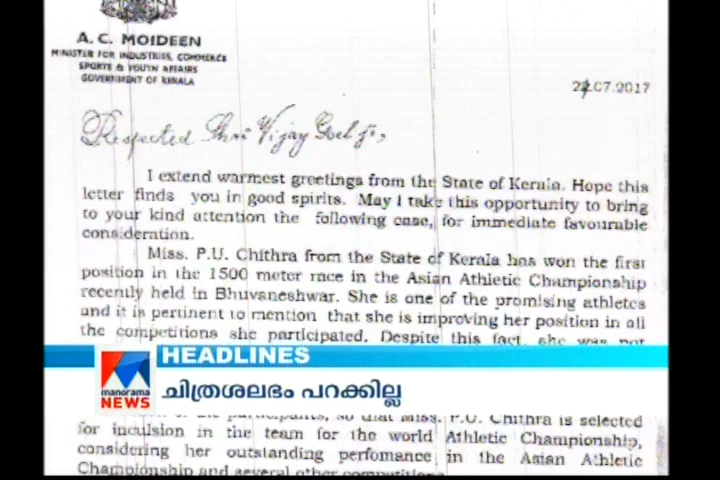 A. C. MOIDEEN
MINISTER FOR INDUSTRIES, COMMERCE
SPORTS & YOUTH AFFAIRS
GOVERNMENT OF KERALA
.07.2017
Respected Shri Vijay Goel ji,
I extend warmest greetings from the State of Kerala. Hope this
letter finds you in good spirits. May I take this opportunity to bring
to your kind attention the following case, for immediate favourable
consideration.
Miss. P.U. Chithra from the State of Kerala has won the first
position in the 1500 meter race in the Asian Athletic Championship
recently held in Bhuvaneshwar. She is one of the promising athletes
and it is pertinent to mention that she is improving her position in all
the competitions she participated. Despite this fact, she was not
HEADLINES
manorama
NEWS
ചിത്രശലഭം പറക്കില്ല
participants, so that Miss. P.U. Chithra is selected
for inculsion in the team for the world Athletic Championship,
considering her outstanding perfomance in the Asian Athletic
Championship and several other competitions